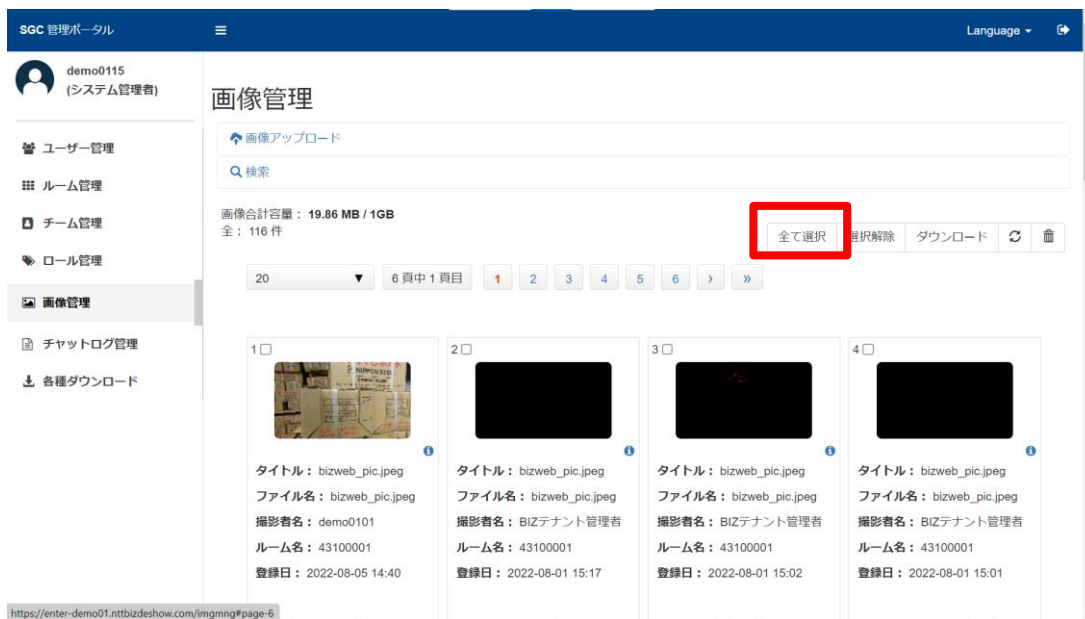 SGC 管理ポータル
Language
demo0115
(システム管理者)
画像管理
画像アップロード
検索
ユーザー管理
ルーム管理
チーム管理
ロール管理
画像管理
チャットログ管理
各種ダウンロード
画像合計容量： 19.86 MB / 1GB
全： 116 件
全て選択 選択解除 ダウンロード
20 ▼ 6 頁中 1 頁目 1 2 3 4 5 6 › »
1 2 3 4
NIPPON STEEL
タイトル： bizweb_pic.jpeg タイトル： bizweb_pic.jpeg タイトル： bizweb_pic.jpeg タイトル： bizweb_pic.jpeg
ファイル名： bizweb_pic.jpeg ファイル名： bizweb_pic.jpeg ファイル名： bizweb_pic.jpeg ファイル名： bizweb_pic.jpeg
撮影者名： demo0101 撮影者名： BIZテナント管理者 撮影者名： BIZテナント管理者 撮影者名： BIZテナント管理者
ルーム名： 43100001 ルーム名： 43100001 ルーム名： 43100001 ルーム名： 43100001
登録日： 2022-08-05 14:40 登録日： 2022-08-01 15:17 登録日： 2022-08-01 15:02 登録日： 2022-08-01 15:01
https://enter-demo01.nttbizdeshow.com/imgmng#page-6